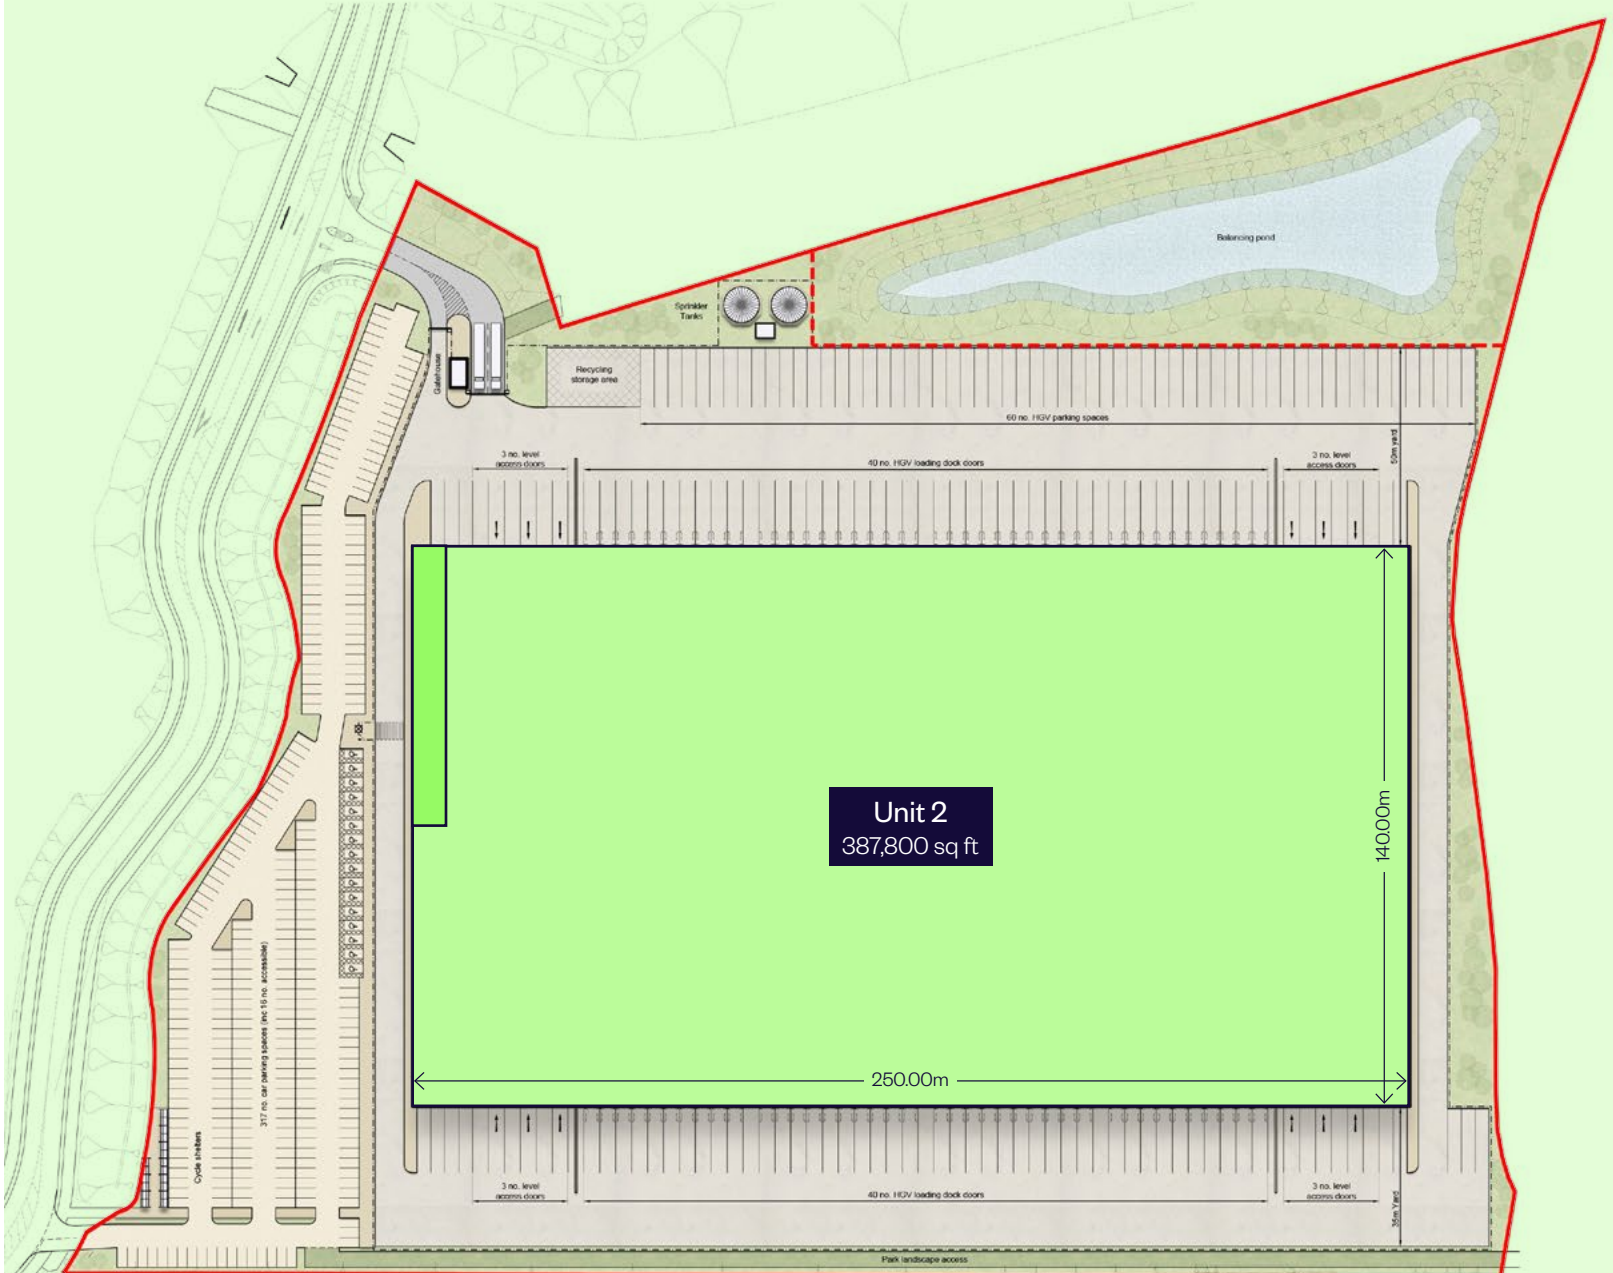 Balancing pond
Sprinkler
Tanks
Gatehouse
Recycling
storage area
60 no. HGV parking spaces
50m yard
3 no. level
access doors
40 no. HGV loading dock doors
3 no. level
access doors
Unit 2
387,800 sq ft
140.00m
250.00m
317 no. car parking spaces (inc 16 no. accessible)
Cycle shelters
3 no. level
access doors
40 no. HGV loading dock doors
3 no. level
access doors
35m Yard
Park landscape access